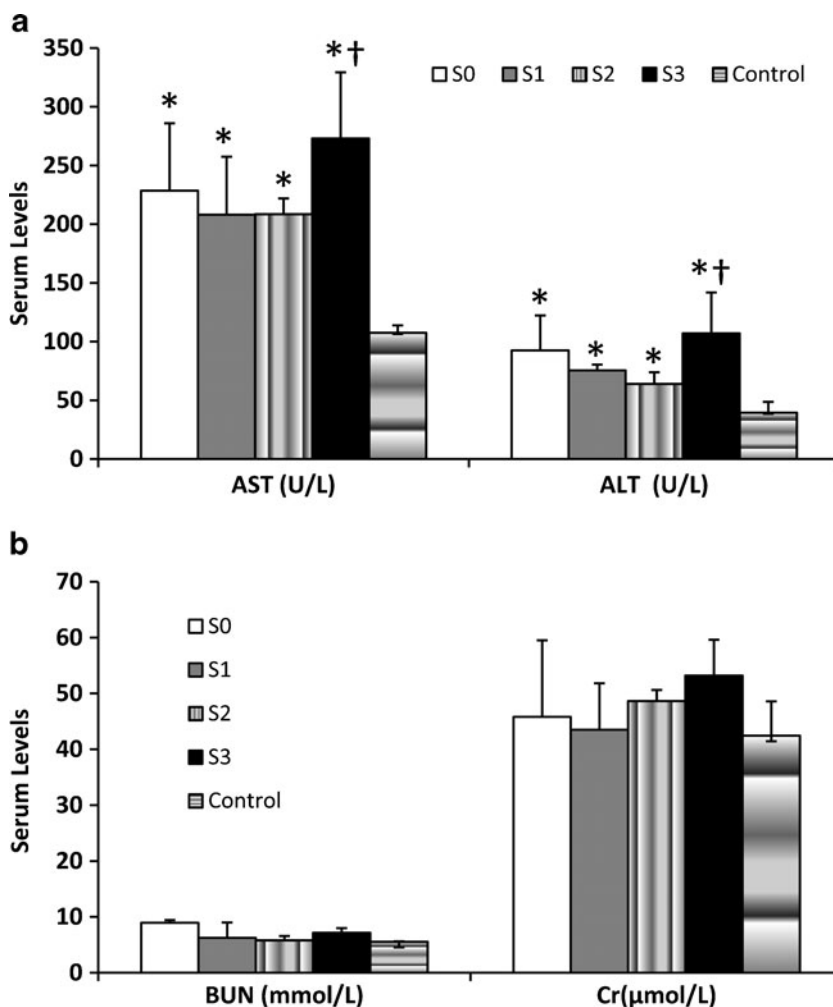 a
350
300
250
200
150
100
50
0
Serum Levels
S0 S1 S2 S3 Control
* * * *†
* * * *†
AST (U/L) ALT (U/L)
b
70
60
50
40
30
20
10
0
Serum Levels
S0
S1
S2
S3
Control
BUN (mmol/L) Cr(μmol/L)